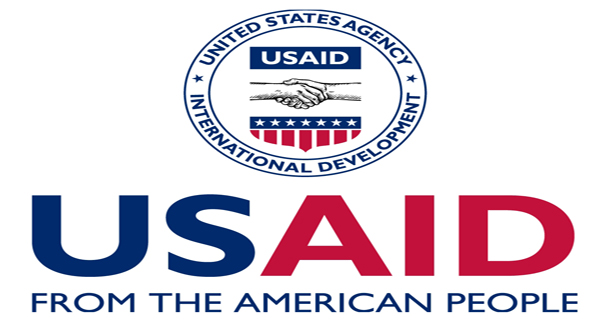 UNITED STATES AGENCY
USAID
INTERNATIONAL DEVELOPMENT
USAID
FROM THE AMERICAN PEOPLE